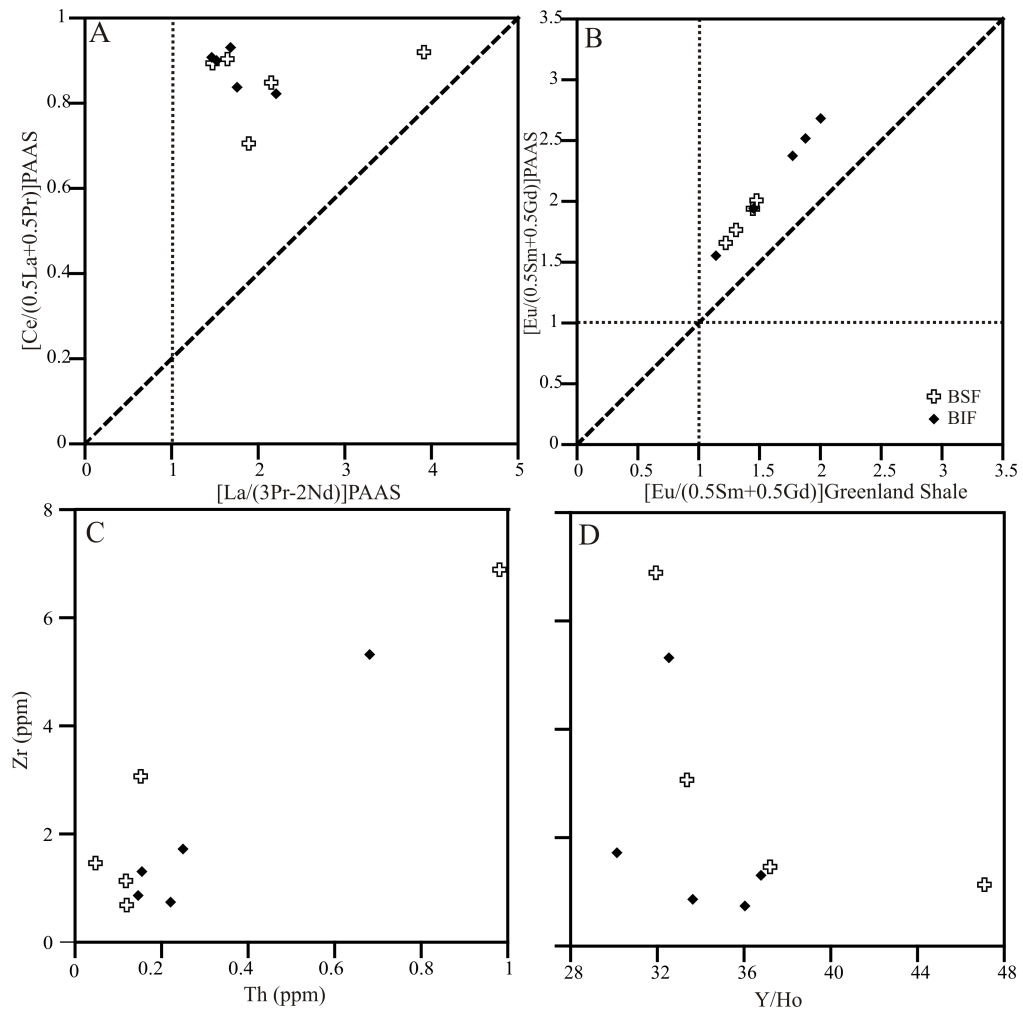 A
1
0.8
0.6
0.4
0.2
0
[Ce/(0.5La+0.5Pr)]PAAS
0 1 2 3 4 5
[La/(3Pr-2Nd)]PAAS
B
3.5
3
2.5
2
1.5
1
0.5
0
[Eu/(0.5Sm+0.5Gd)]PAAS
BSF
BIF
0 0.5 1 1.5 2 2.5 3 3.5
[Eu/(0.5Sm+0.5Gd)]Greenland Shale
C
8
6
4
2
0
Zr (ppm)
0 0.2 0.4 0.6 0.8 1
Th (ppm)
D
28 32 36 40 44 48
Y/Ho